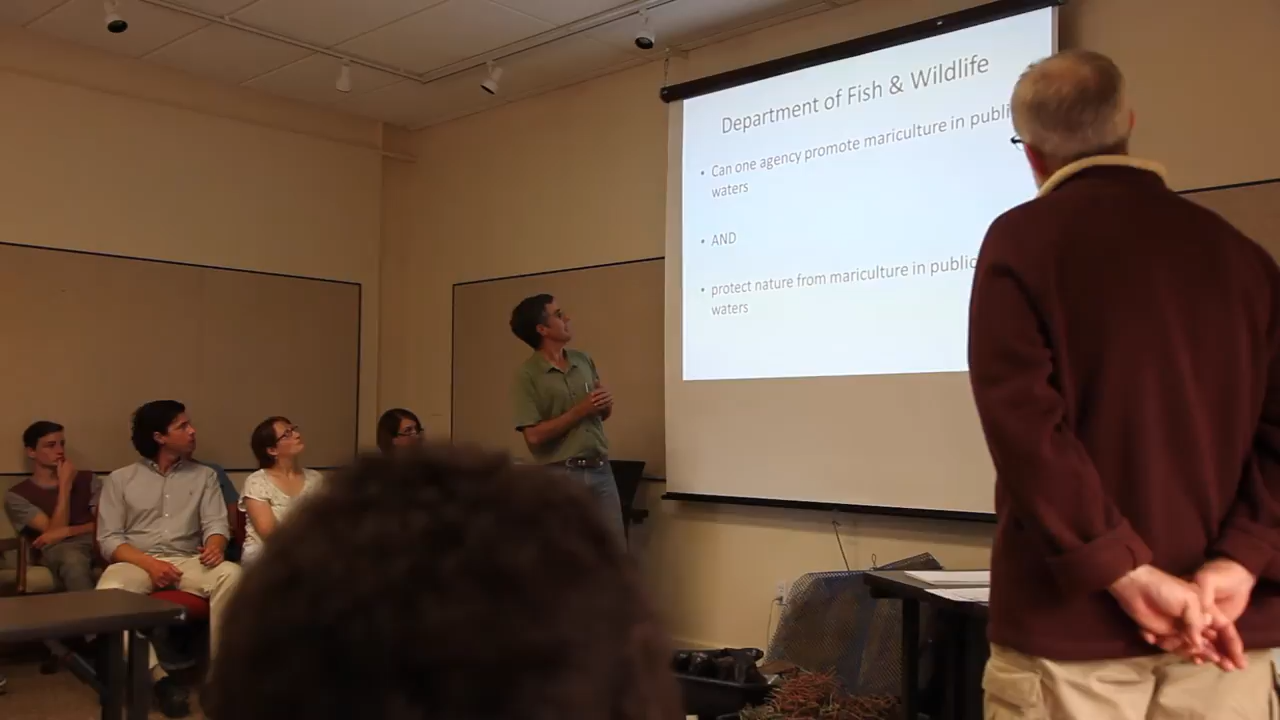 Department of Fish & Wildlife
• Can one agency promote mariculture in publi
waters
• AND
• protect nature from mariculture in public
waters